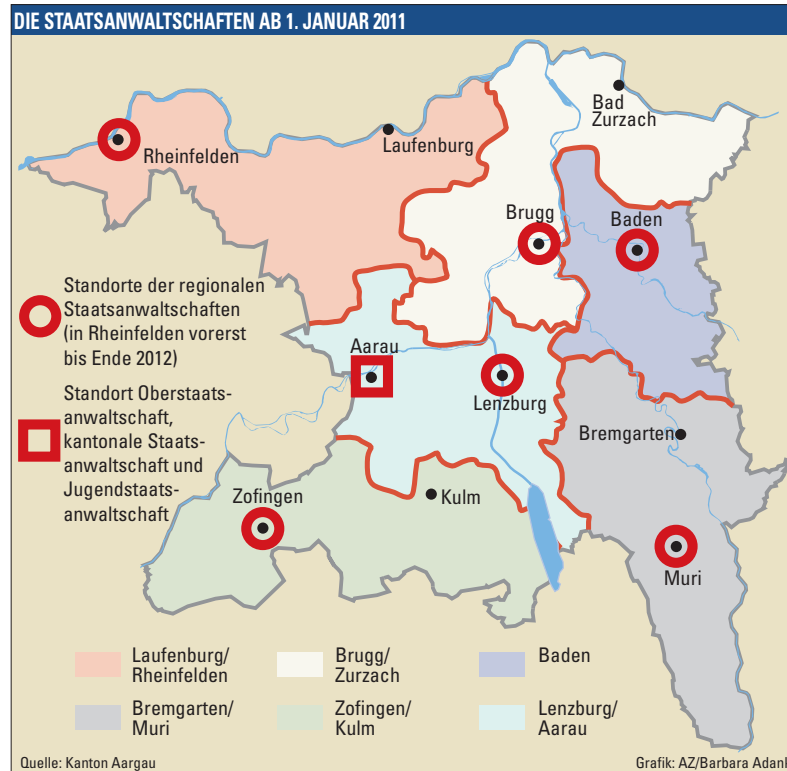 DIE STAATSANWALTSCHAFTEN AB 1. JANUAR 2011
Bad
Zurzach
Laufenburg
Rheinfelden
Brugg
Baden
Standorte der regionalen
Staatsanwaltschaften
(in Rheinfelden vorerst
bis Ende 2012)
Aarau
Lenzburg
Standort Oberstaats-
anwaltschaft,
kantonale Staats-
anwaltschaft und
Jugendstaats-
anwaltschaft
Bremgarten
Zofingen
Kulm
Muri
Laufenburg/
Rheinfelden
Brugg/
Zurzach
Baden
Bremgarten/
Muri
Zofingen/
Kulm
Lenzburg/
Aarau
Quelle: Kanton Aargau
Grafik: AZ/Barbara Adank